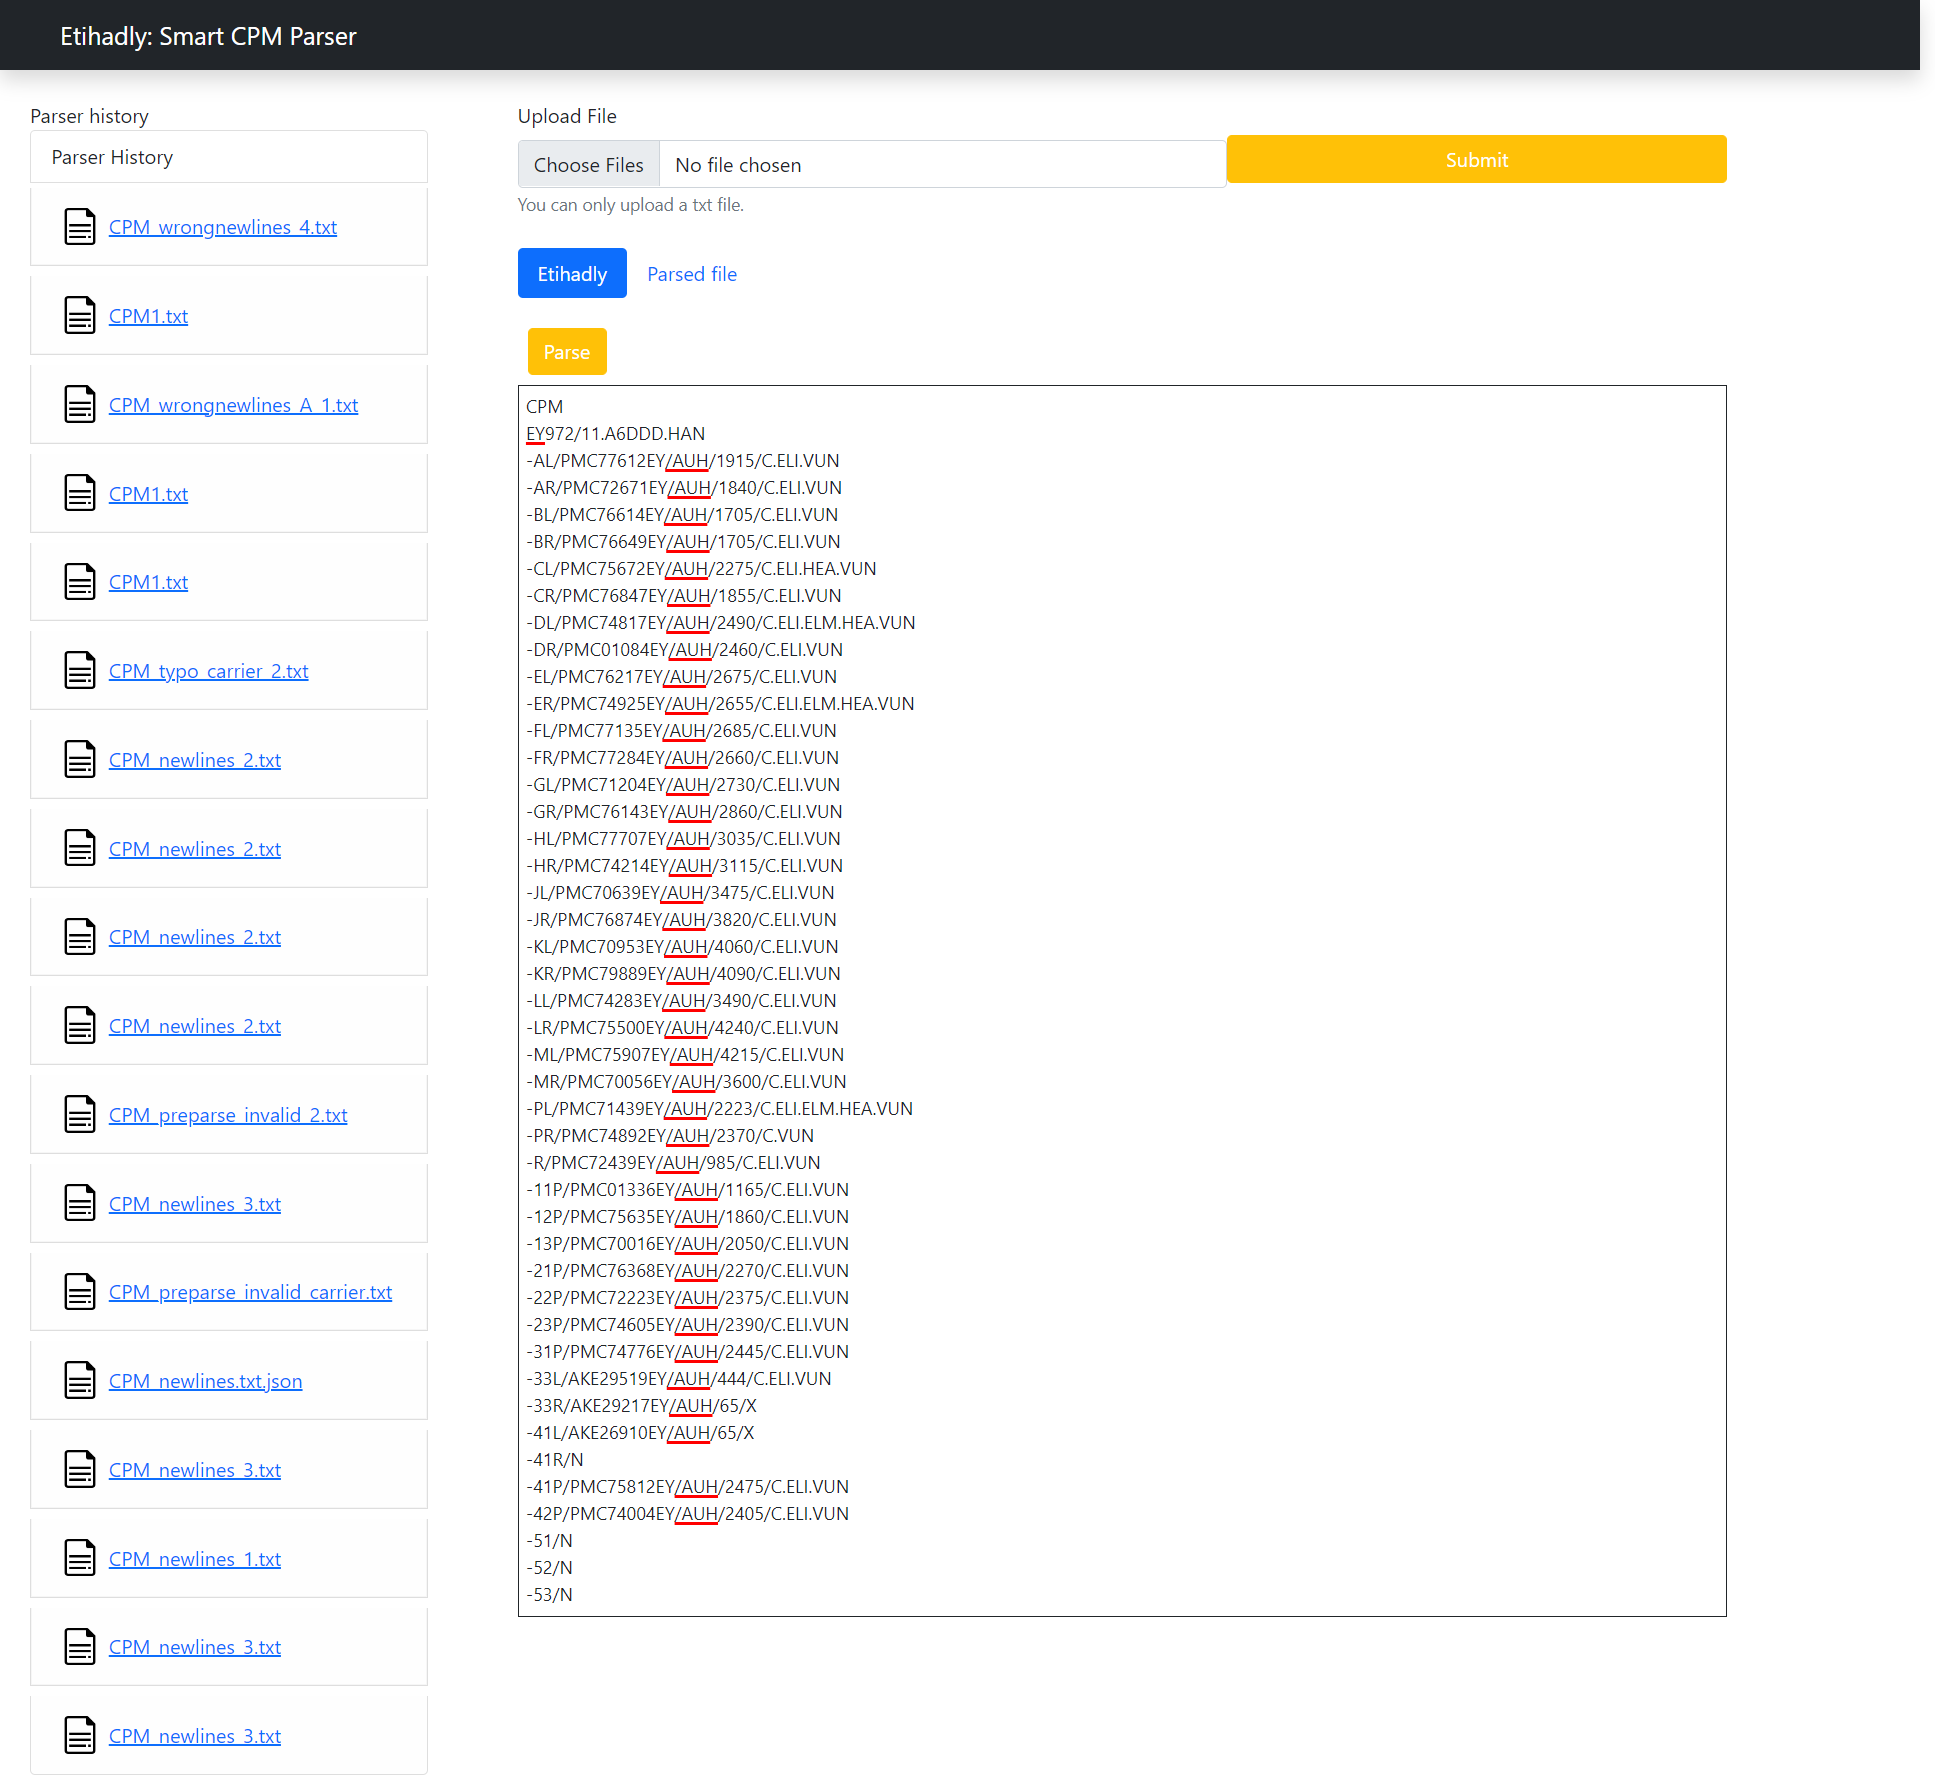 Etihadly: Smart CPM Parser
Parser history
Parser History
CPM_wrongnewlines_4.txt
CPM1.txt
CPM_wrongnewlines_A_1.txt
CPM1.txt
CPM1.txt
CPM_typo_carrier_2.txt
CPM_newlines_2.txt
CPM_newlines_2.txt
CPM_newlines_2.txt
CPM_newlines_2.txt
CPM_preparse_invalid_2.txt
CPM_newlines_3.txt
CPM_preparse_invalid_carrier.txt
CPM_newlines.txt.json
CPM_newlines_3.txt
CPM_newlines_1.txt
CPM_newlines_3.txt
CPM_newlines_3.txt
Upload File
Choose Files No file chosen
Submit
You can only upload a txt file.
Etihadly Parsed file
Parse
CPM
EY972/11.A6DDD.HAN
-AL/PMC77612EY/AUH/1915/C.ELI.VUN
-AR/PMC72671EY/AUH/1840/C.ELI.VUN
-BL/PMC76614EY/AUH/1705/C.ELI.VUN
-BR/PMC76649EY/AUH/1705/C.ELI.VUN
-CL/PMC75672EY/AUH/2275/C.ELI.HEA.VUN
-CR/PMC76847EY/AUH/1855/C.ELI.VUN
-DL/PMC74817EY/AUH/2490/C.ELI.ELM.HEA.VUN
-DR/PMC01084EY/AUH/2460/C.ELI.VUN
-EL/PMC76217EY/AUH/2675/C.ELI.VUN
-ER/PMC74925EY/AUH/2655/C.ELI.ELM.HEA.VUN
-FL/PMC77135EY/AUH/2685/C.ELI.VUN
-FR/PMC77284EY/AUH/2660/C.ELI.VUN
-GL/PMC71204EY/AUH/2730/C.ELI.VUN
-GR/PMC76143EY/AUH/2860/C.ELI.VUN
-HL/PMC77707EY/AUH/3035/C.ELI.VUN
-HR/PMC74214EY/AUH/3115/C.ELI.VUN
-JL/PMC70639EY/AUH/3475/C.ELI.VUN
-JR/PMC76874EY/AUH/3820/C.ELI.VUN
-KL/PMC70953EY/AUH/4060/C.ELI.VUN
-KR/PMC79889EY/AUH/4090/C.ELI.VUN
-LL/PMC74283EY/AUH/3490/C.ELI.VUN
-LR/PMC75500EY/AUH/4240/C.ELI.VUN
-ML/PMC75907EY/AUH/4215/C.ELI.VUN
-MR/PMC70056EY/AUH/3600/C.ELI.VUN
-PL/PMC71439EY/AUH/2223/C.ELI.ELM.HEA.VUN
-PR/PMC74892EY/AUH/2370/C.VUN
-R/PMC72439EY/AUH/985/C.ELI.VUN
-11P/PMC01336EY/AUH/1165/C.ELI.VUN
-12P/PMC75635EY/AUH/1860/C.ELI.VUN
-13P/PMC70016EY/AUH/2050/C.ELI.VUN
-21P/PMC76368EY/AUH/2270/C.ELI.VUN
-22P/PMC72223EY/AUH/2375/C.ELI.VUN
-23P/PMC74605EY/AUH/2390/C.ELI.VUN
-31P/PMC74776EY/AUH/2445/C.ELI.VUN
-33L/AKE29519EY/AUH/444/C.ELI.VUN
-33R/AKE29217EY/AUH/65/X
-41L/AKE26910EY/AUH/65/X
-41R/N
-41P/PMC75812EY/AUH/2475/C.ELI.VUN
-42P/PMC74004EY/AUH/2405/C.ELI.VUN
-51/N
-52/N
-53/N